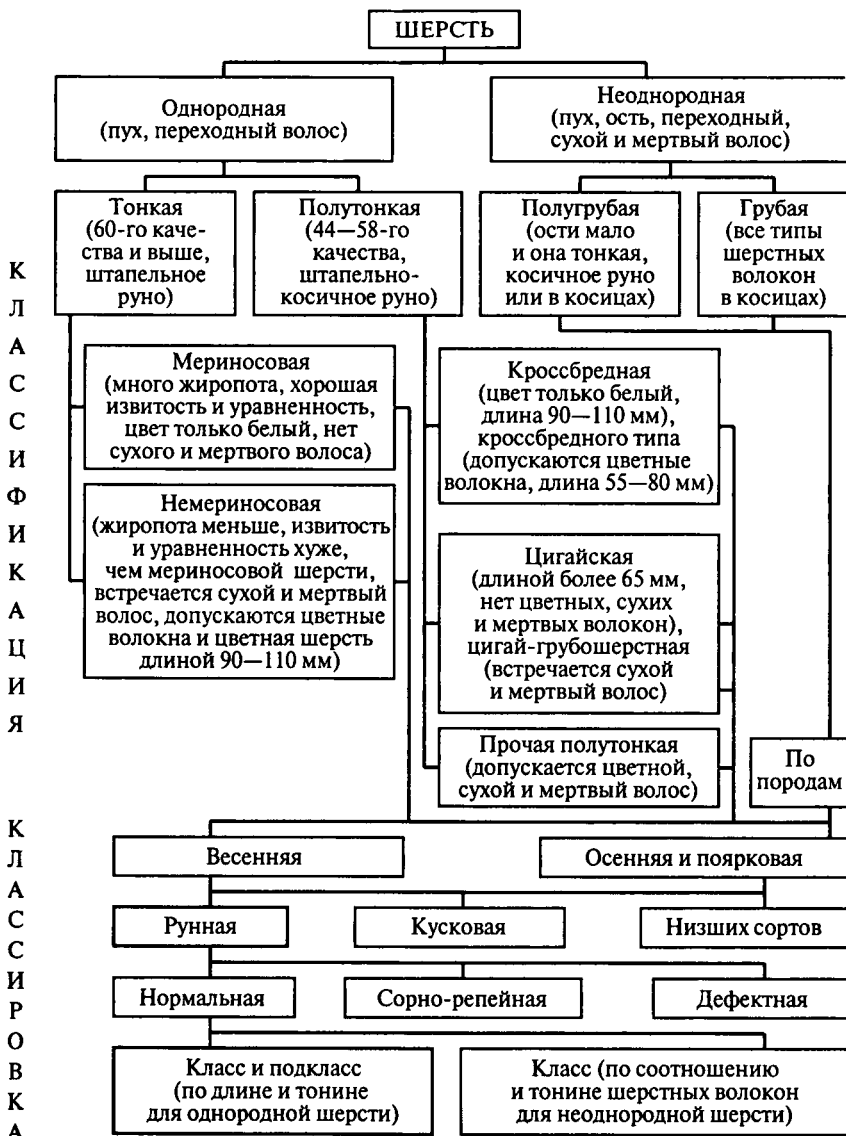 ШЕРСТЬ
Однородная
(пух, переходный волос)
Неоднородная
(пух, ость, переходный,
сухой и мертвый волос)
Тонкая
(60-го каче-
ства и выше,
штапельное
руно)
Полутонкая
(44—58-го
качества,
штапельно-
косичное руно)
Полугрубая
(ости мало
и она тонкая,
косичное руно
или в косицах)
Грубая
(все типы
шерстных
волокон
в косицах)
К
Л
А
С
С
И
Ф
И
К
А
Ц
И
Я
Мериносовая
(много жиропота, хорошая
извитость и уравненность,
цвет только белый, нет
сухого и мертвого волоса)
Немериносовая
(жиропота меньше, извитость
и уравненность хуже,
чем мериносовой шерсти,
встречается сухой и мертвый
волос, допускаются цветные
волокна и цветная шерсть
длиной 90—110 мм)
Кроссбредная
(цвет только белый,
длина 90—110 мм),
кроссбредного типа
(допускаются цветные
волокна, длина 55—80 мм)
Цигайская
(длиной более 65 мм,
нет цветных, сухих
и мертвых волокон),
цигай-грубошерстная
(встречается сухой
и мертвый волос)
Прочая полутонкая
(допускается цветной,
сухой и мертвый волос)
По
породам
К
Л
А
С
С
И
Р
О
В
К
А
Весенняя
Осенняя и поярковая
Рунная
Кусковая
Низших сортов
Нормальная
Сорно-репейная
Дефектная
Класс и подкласс
(по длине и тонине
для однородной шерсти)
Класс (по соотношению
и тонине шерстных волокон
для неоднородной шерсти)